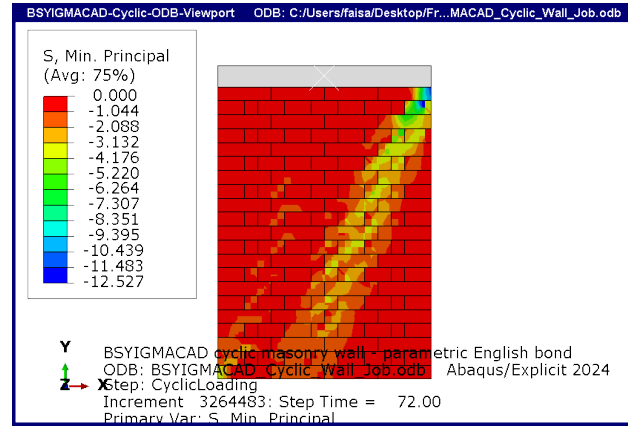 BSYIGMACAD-Cyclic-ODB-Viewport ODB: C:/Users/faisa/Desktop/Fr...MACAD_Cyclic_Wall_Job.odb
S, Min. Principal
(Avg: 75%)
0.000
-1.044
-2.088
-3.132
-4.176
-5.220
-6.264
-7.307
-8.351
-9.395
-10.439
-11.483
-12.527
Y
Z X
BSYIGMACAD cyclic masonry wall - parametric English bond
ODB: BSYIGMACAD_Cyclic_Wall_Job.odb Abaqus/Explicit 2024
Step: CyclicLoading
Increment 3264483: Step Time = 72.00
Primary Var: S, Min. Principal